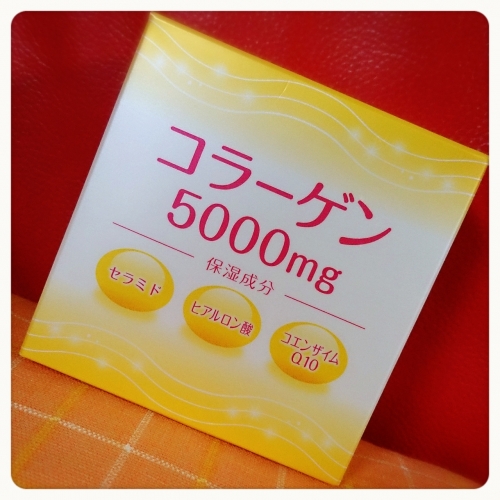 コラーゲン
5000mg
保湿成分
セラミド
ヒアルロン酸
コエンザイム
Q10